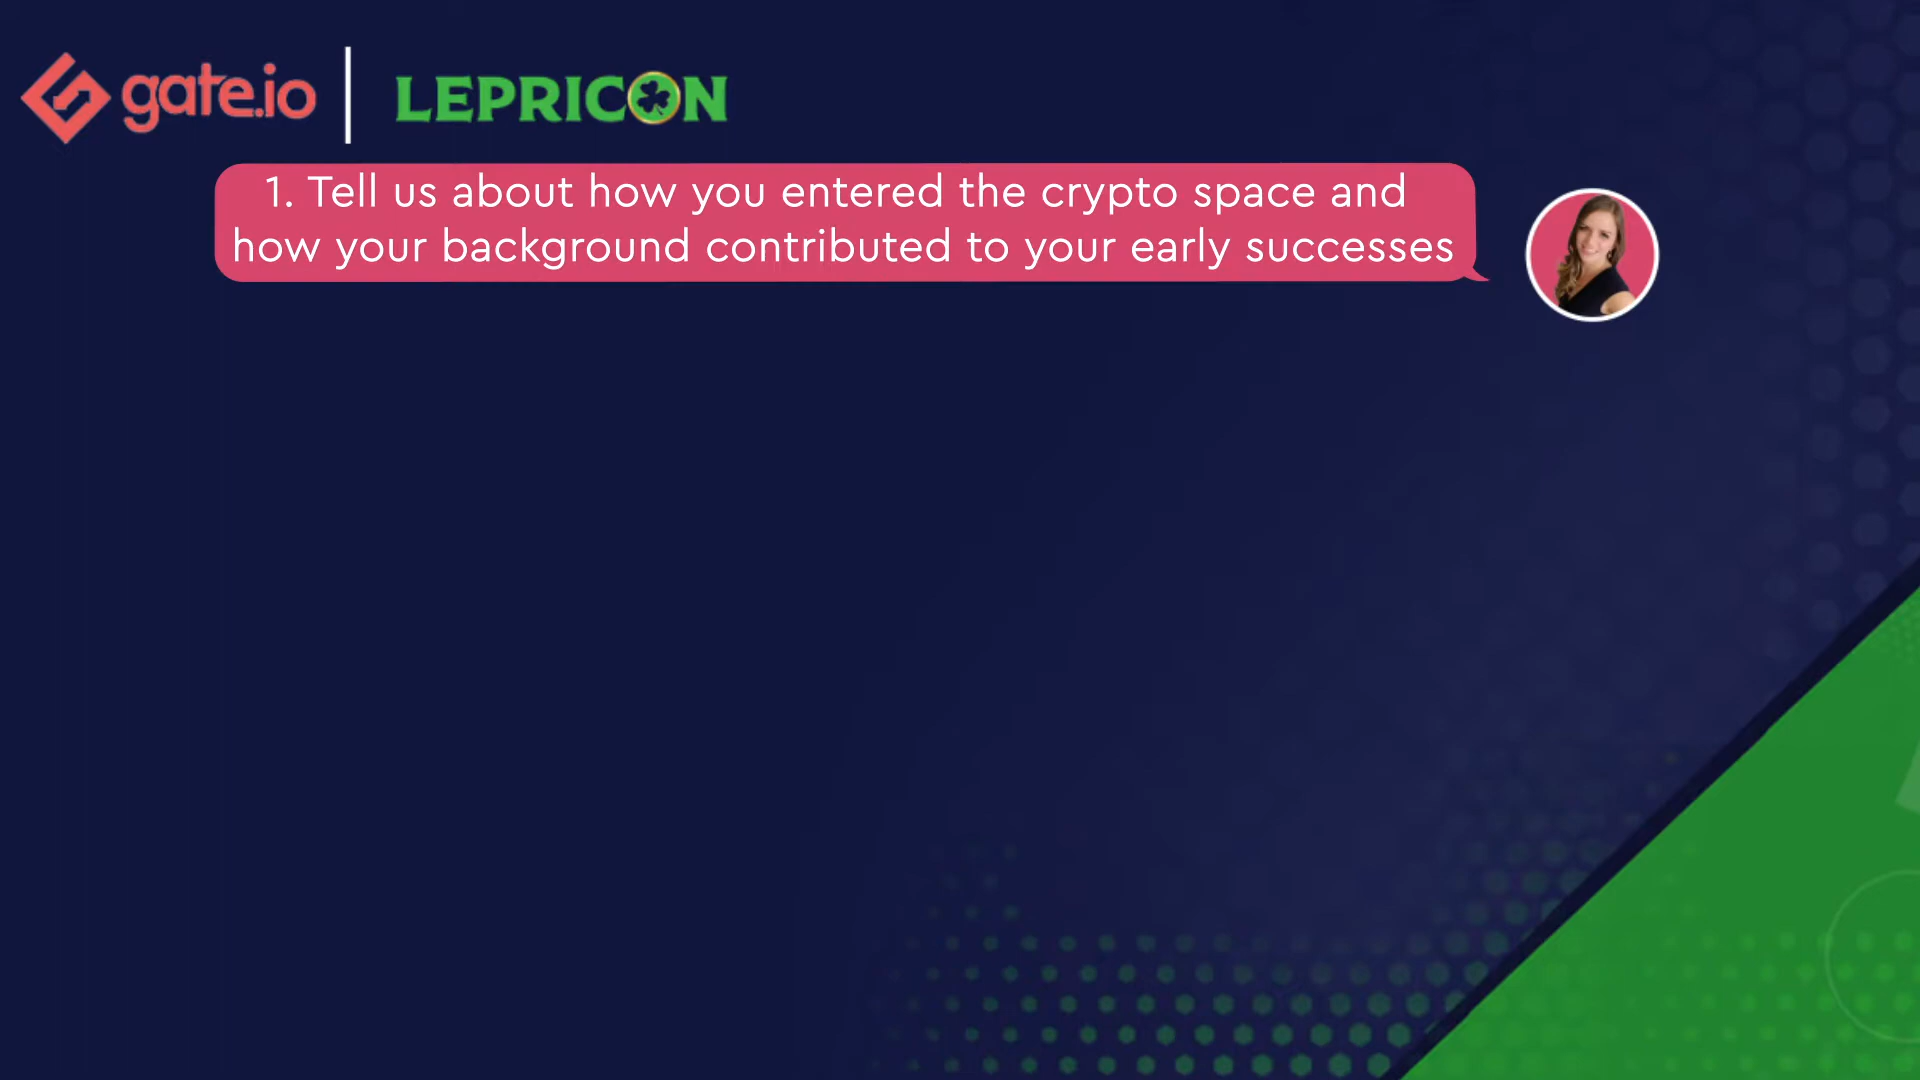 gate.io
LEPRICON
1. Tell us about how you entered the crypto space and
how your background contributed to your early successes